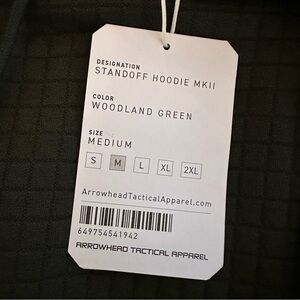 DESIGNATION
STANDOFF HOODIE MKII
COLOR
WOODLAND GREEN
SIZE
MEDIUM
S M L XL 2XL
ArrowheadTacticalApparel.com
649754541942
ARROWHEAD TACTICAL APPAREL